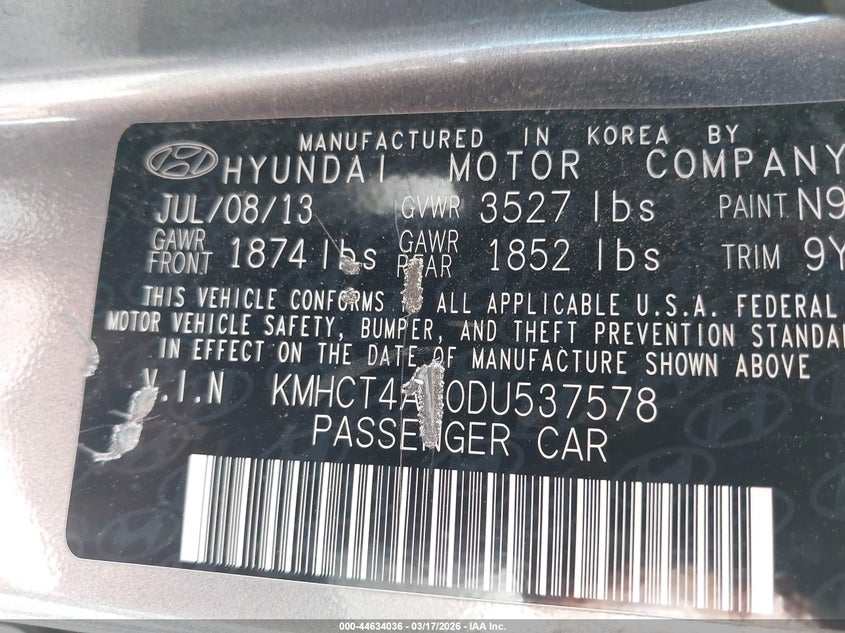 MANUFACTURED IN KOREA BY
HYUNDAI MOTOR COMPANY
JUL/08/13 GVWR 3527 lbs PAINT N9
GAWR FRONT 1874 lbs GAWR REAR 1852 lbs TRIM 9Y
THIS VEHICLE CONFORMS ALL APPLICABLE U.S.A. FEDERAL
MOTOR VEHICLE SAFETY, BUMPER, AND THEFT PREVENTION
IN EFFECT ON THE DATE OF MANUFACTURE SHOWN ABOVE
V.I.N
PASSENGER CAR
000-44634036 - 03/17/2026 - IAA Inc.